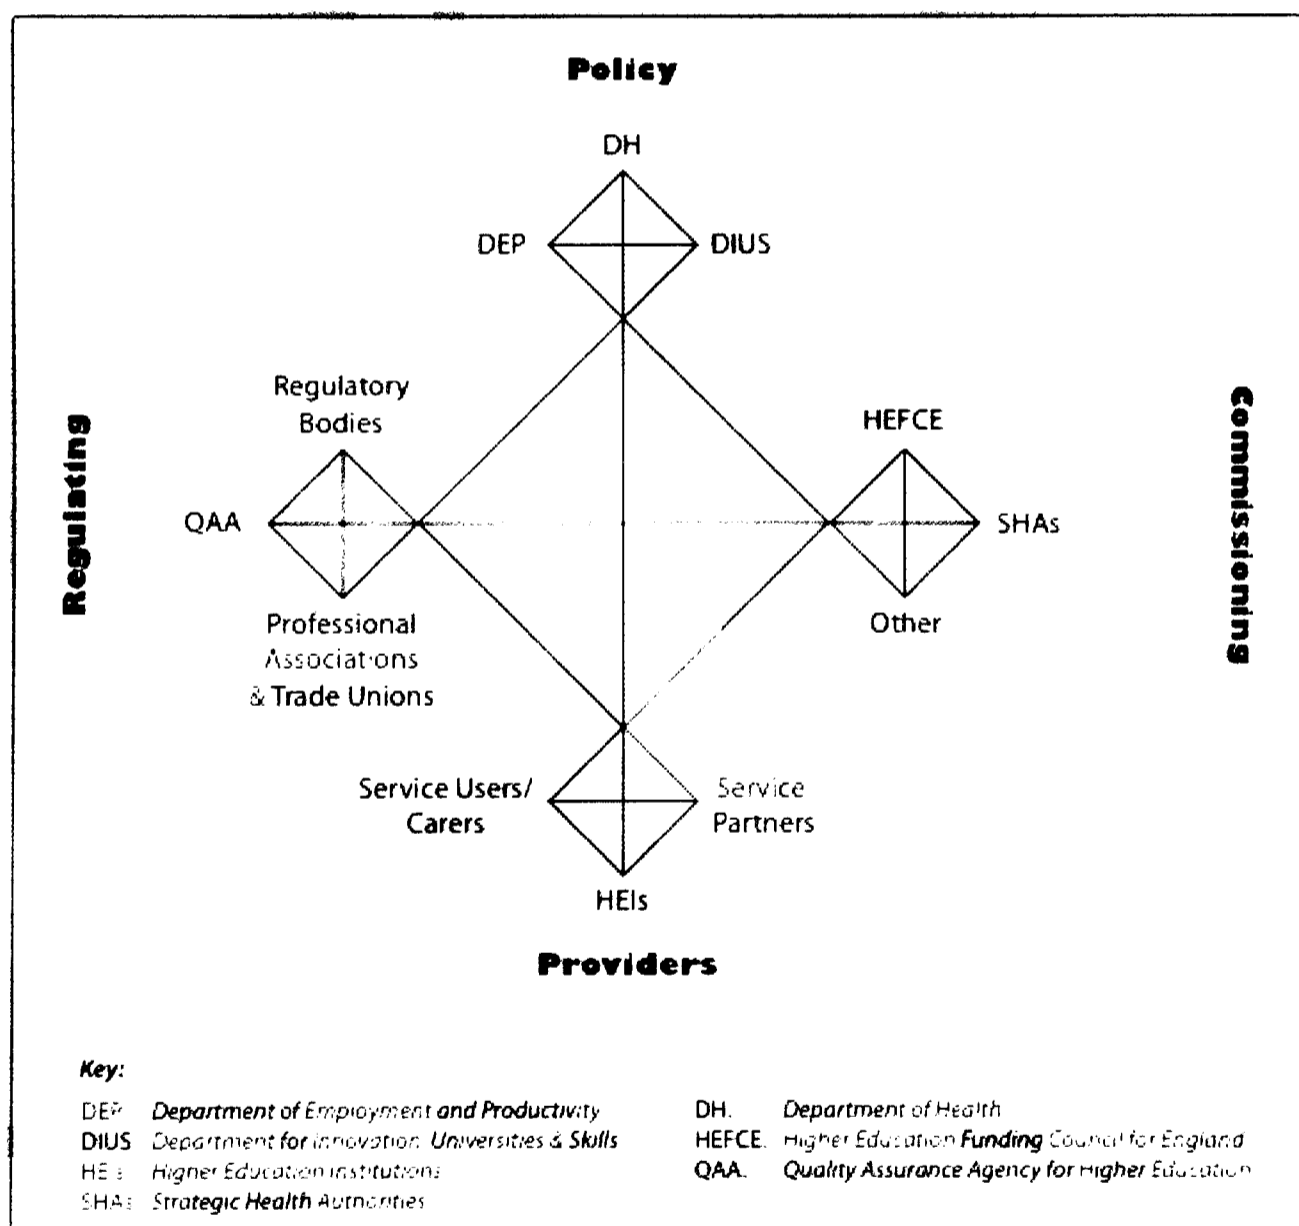 Policy
DH
DEP
DIUS
Regulatory
Bodies
HEFCE
Regulating
Commissioning
QAA
SHAs
Professional
Associations
& Trade Unions
Other
Service Users/
Carers
Service
Partners
HEIs
Providers
Key:
DEP Department of Employment and Productivity
DIUS Department for Innovation Universities & Skills
HEIs Higher Education Institutions
SHAs Strategic Health Authorities
DH. Department of Health
HEFCE. Higher Education Funding Council for England
QAA. Quality Assurance Agency for Higher Education